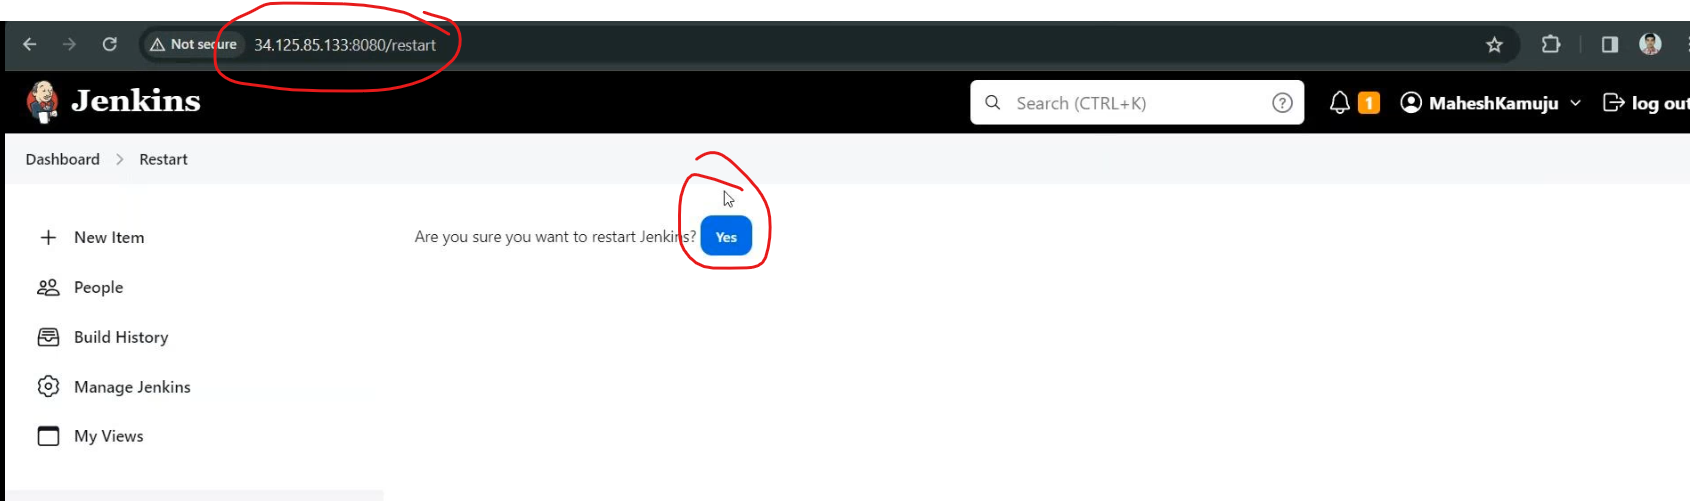 Not secure 34.125.85.133:8080/restart
Jenkins
Search (CTRL+K)
1
MaheshKamuju
log out
Dashboard > Restart
New Item
Are you sure you want to restart Jenkins? Yes
People
Build History
Manage Jenkins
My Views